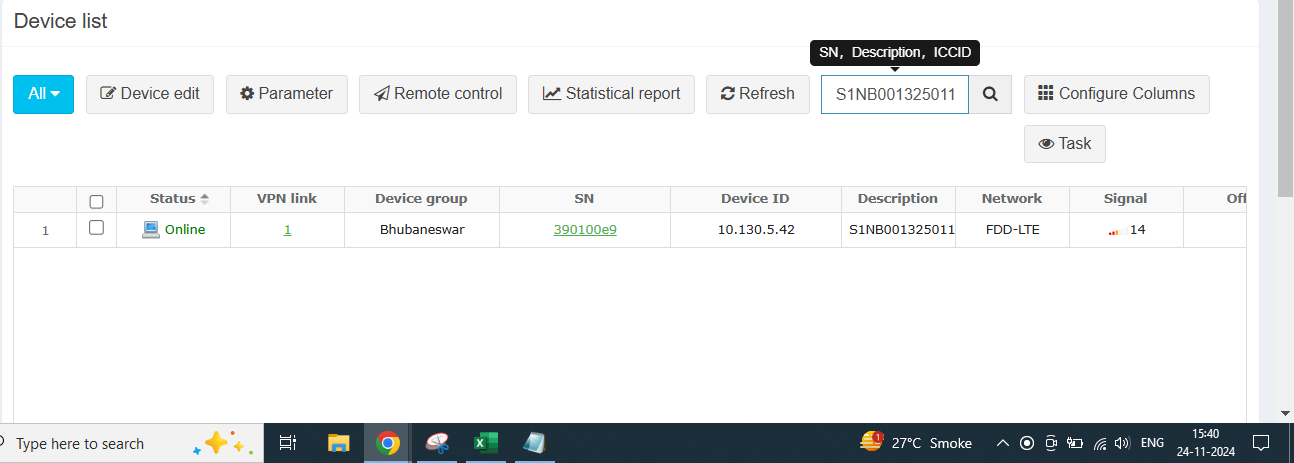 Device list
SN, Description, ICCID
All Device edit Parameter Remote control Statistical report Refresh S1NB001325011 Configure Columns
Task
Status VPN link Device group SN Device ID Description Network Signal Off
1 Online 1 Bhubaneswar 390100e9 10.130.5.42 S1NB001325011 FDD-LTE 14
Type here to search 1 27°C Smoke ENG 15:40
24-11-2024